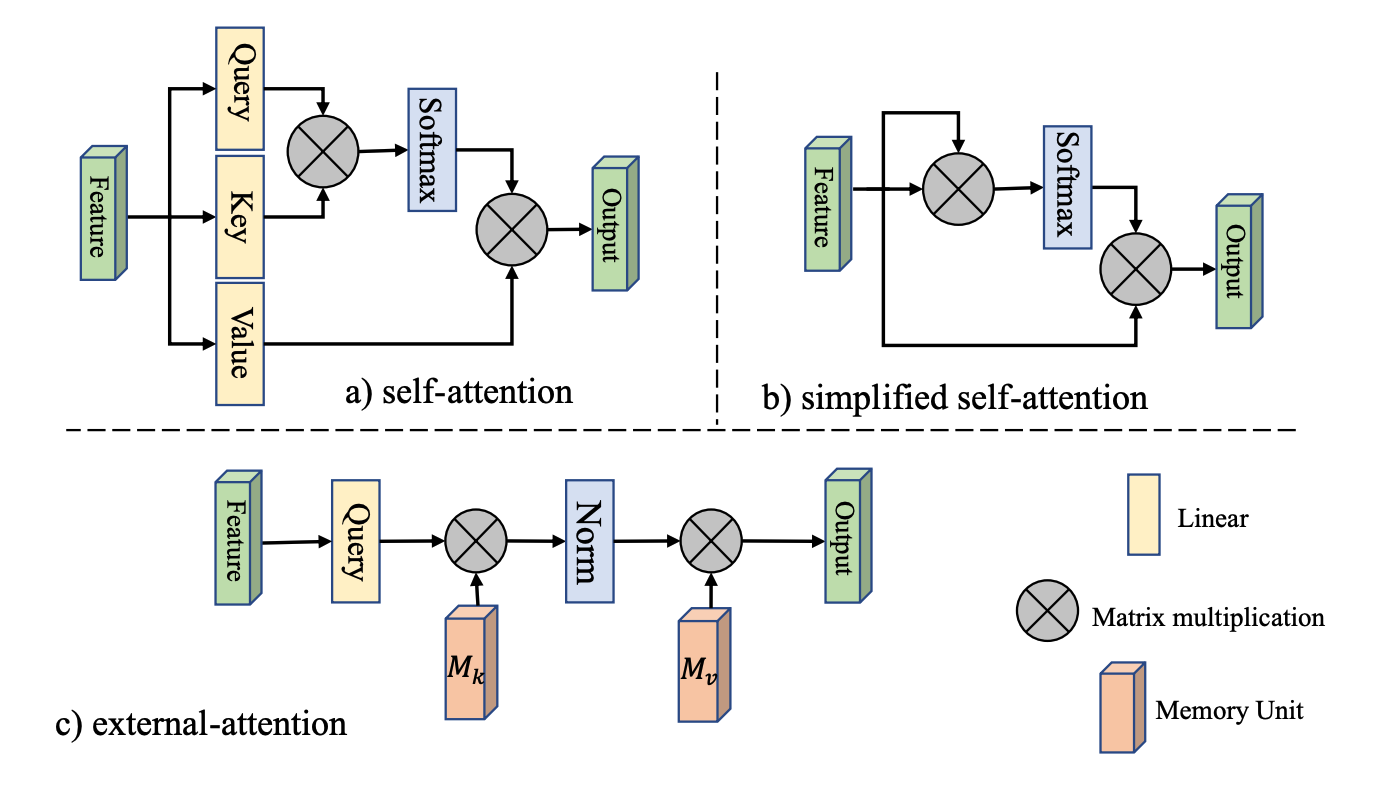 Feature
Query
Key
Value
Softmax
Output
a) self-attention
Feature
Softmax
Output
b) simplified self-attention
Feature
Query
Norm
Output
M_k
M_v
c) external-attention
Linear
Matrix multiplication
Memory Unit